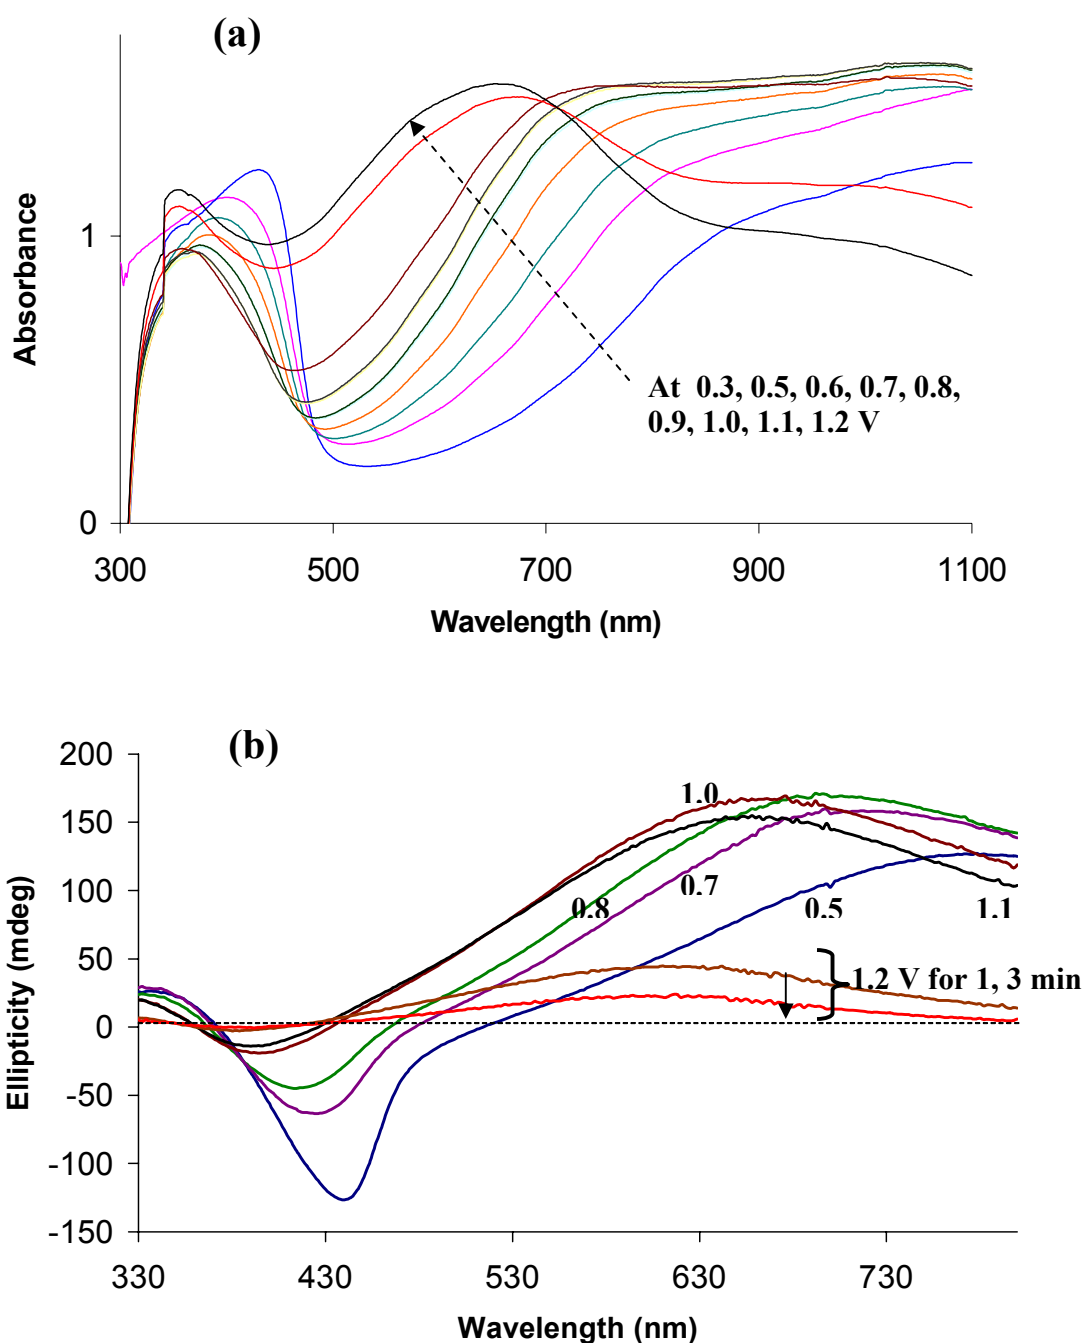 (a)
Absorbance
1
0
At 0.3, 0.5, 0.6, 0.7, 0.8,
0.9, 1.0, 1.1, 1.2 V
300 500 700 900 1100
Wavelength (nm)
(b)
Ellipticity (mdeg)
200
150
100
50
0
-50
-100
-150
1.0
0.7
0.8
0.5
1.1
1.2 V for 1, 3 min
330 430 530 630 730
Wavelength (nm)